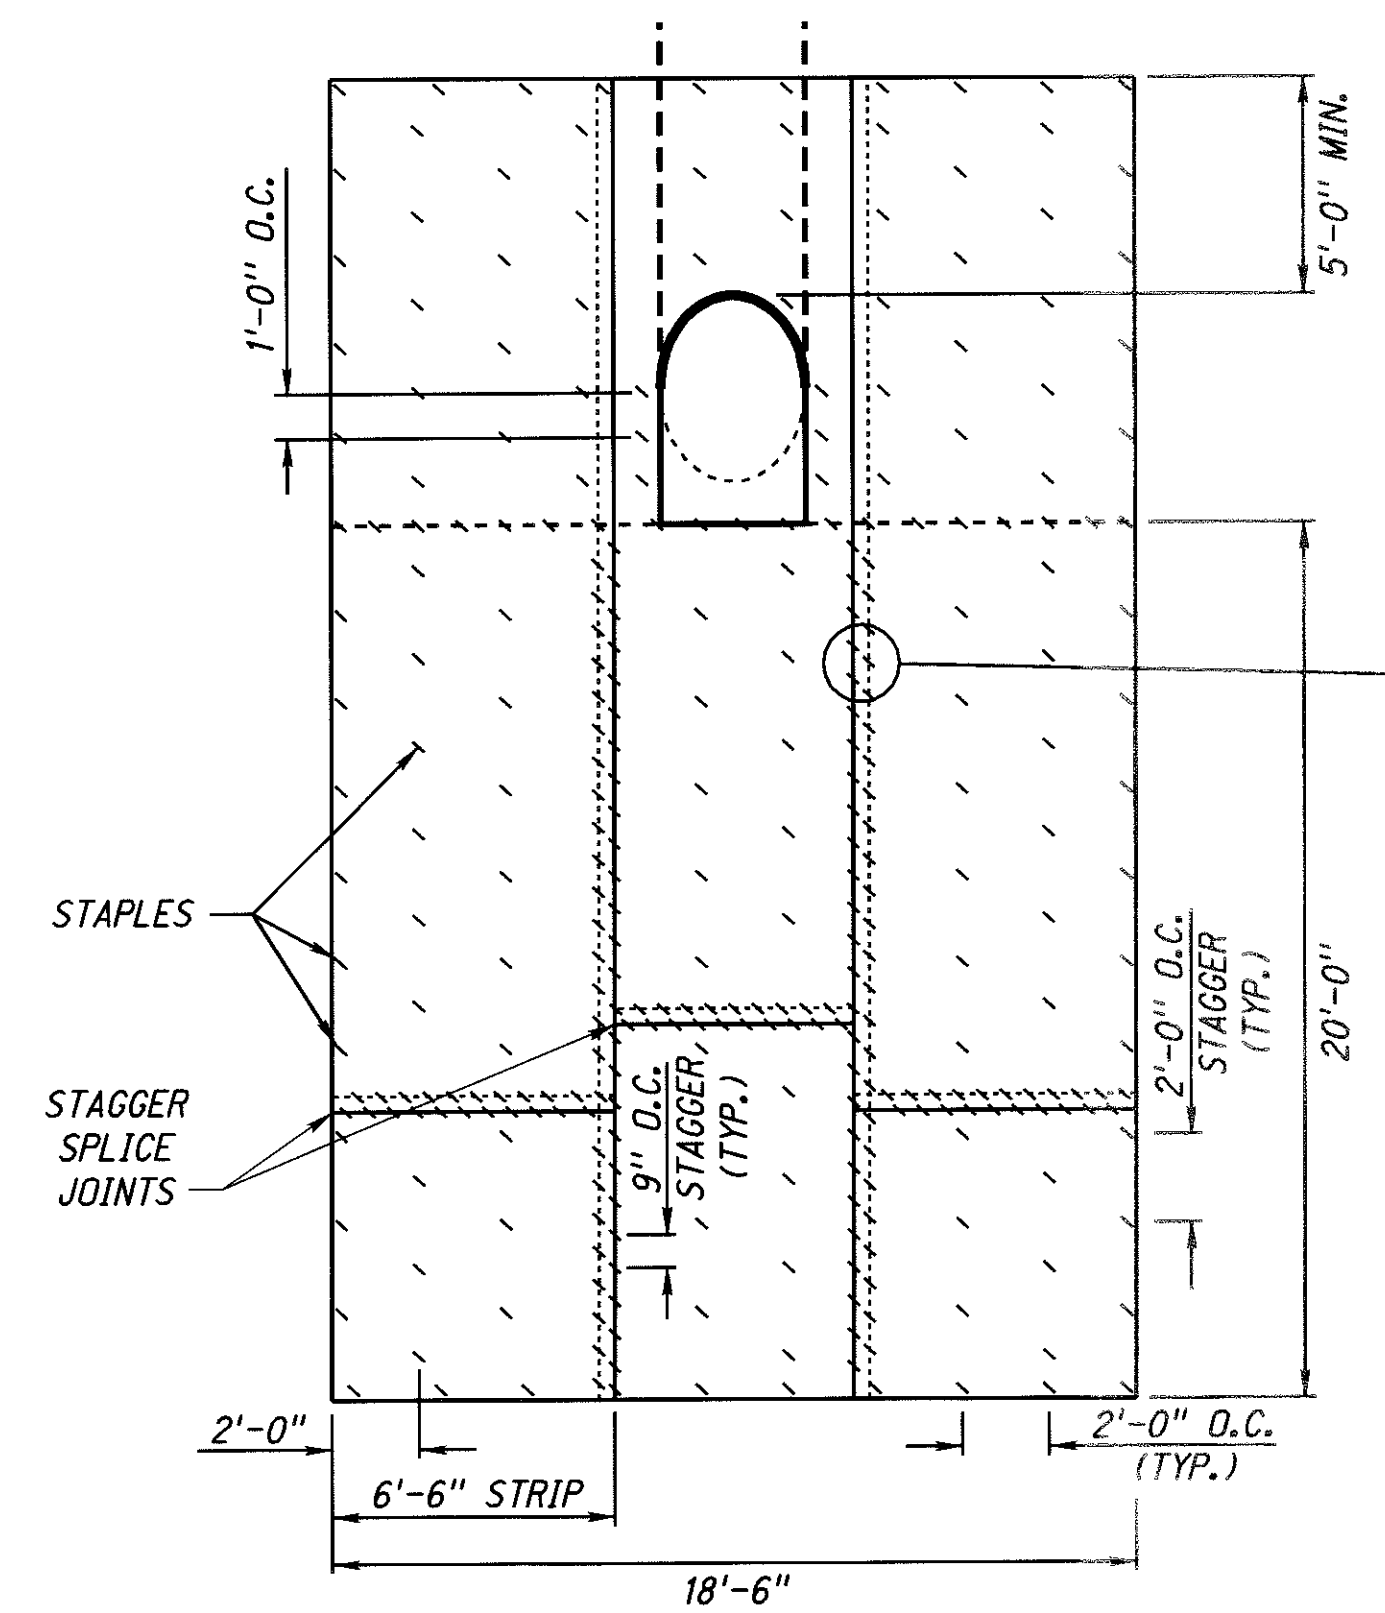 5'-0" MIN.
1'-0" O.C.
STAPLES
2'-0" O.C.
STAGGER
(TYP.)
20'-0"
STAGGER
SPLICE
JOINTS
9" O.C.
STAGGER,
(TYP.)
2'-0"
2'-0" O.C.
(TYP.)
6'-6" STRIP
18'-6"